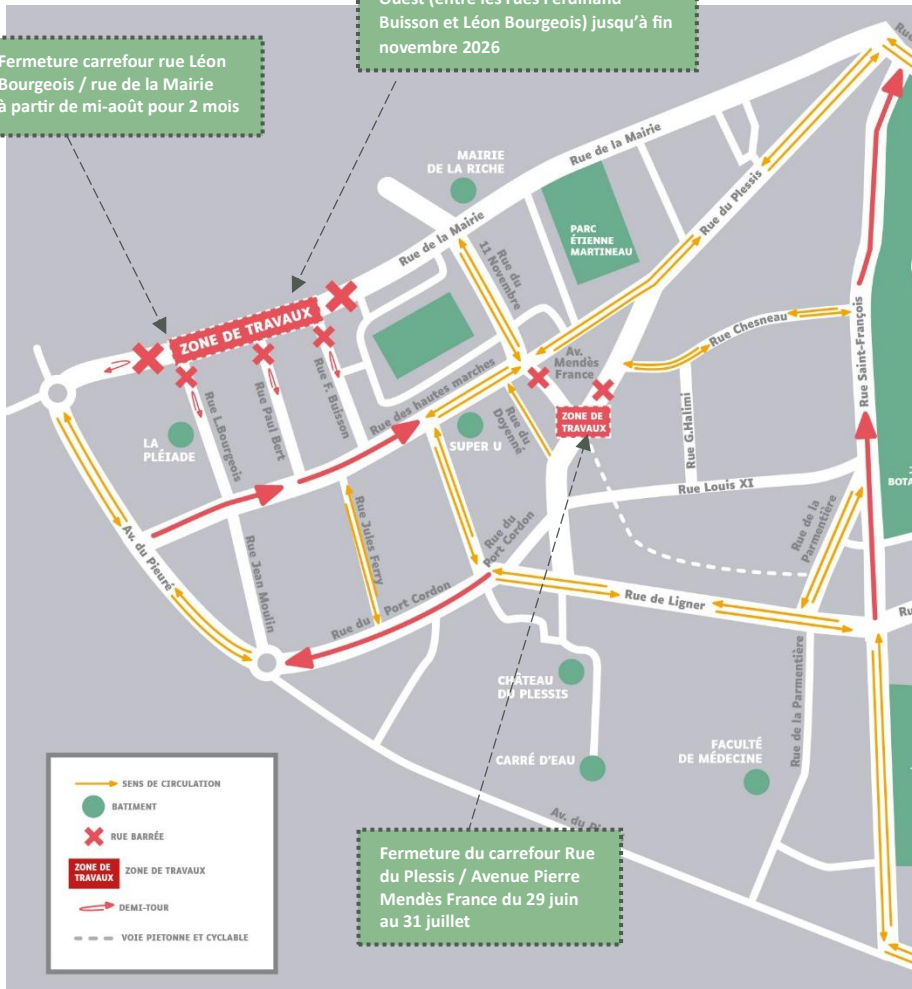 Ouest (entre les rues Ferdinand
Buisson et Léon Bourgeois) jusqu'à fin
novembre 2026
Fermeture carrefour rue Léon
Bourgeois / rue de la Mairie
à partir de mi-août pour 2 mois
MAIRIE
DE LA RICHE
Rue de la Mairie
Rue de la Mairie
Rue du Plessis
PARC
ÉTIENNE
MARTINEAU
Rue du
11 Novembre
ZONE DE TRAVAUX
Rue Chesneau
Rue Saint-François
Av.
Mendès
France
Rue F. Buisson
Rue Paul Bert
Rue L.Bourgeois
Rue des hautes marches
LA
PLÉIADE
SUPER U
Rue du
Doyenné
ZONE DE
TRAVAUX
Rue G.Halimi
Rue Louis XI
BOTA
Rue de la
Parmentière
Av. du Pieuré
Rue Jean Moulin
Rue Jules Ferry
Rue du
Port Cordon
Rue du Port Cordon
Rue de Ligner
Ru
CHÂTEAU
DU PLESSIS
Rue de la Parmentière
CARRÉ D'EAU
FACULTÉ
DE MÉDECINE
Av. du
Fermeture du carrefour Rue
du Plessis / Avenue Pierre
Mendès France du 29 juin
au 31 juillet
SENS DE CIRCULATION
BATIMENT
RUE BARRÉE
ZONE DE
TRAVAUX
ZONE DE TRAVAUX
DEMI-TOUR
VOIE PIETONNE ET CYCLABLE